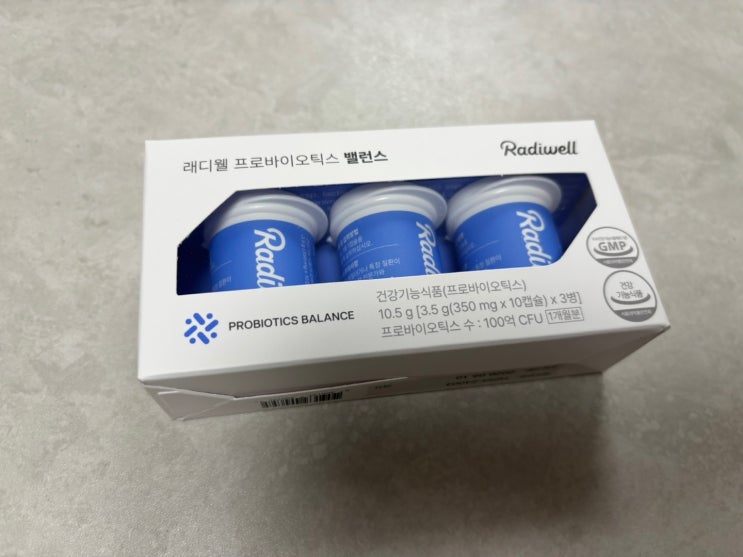 래디웰 프로바이오틱스 밸런스
Radiwell
Radiw
Radi
Radiw
PROBIOTICS BALANCE
건강기능식품(프로바이오틱스)
10.5 g [3.5 g(350 mg x 10캡슐) x 3병]
프로바이오틱스 수 : 100억 CFU 1개월분
GMP
건강
기능식품